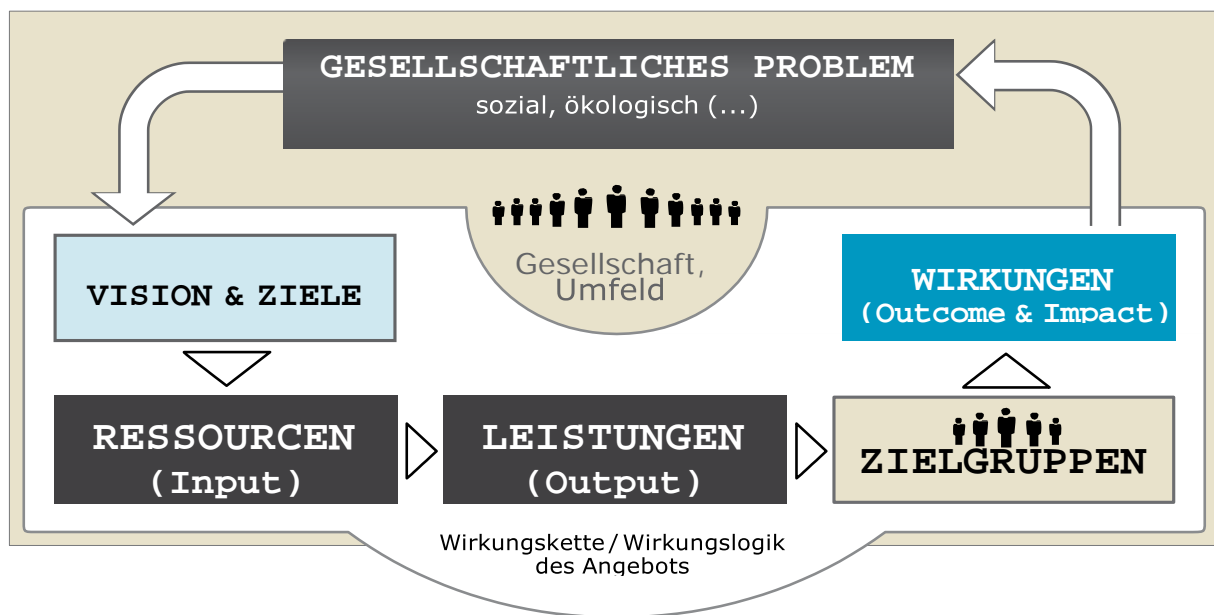 GESELLSCHAFTLICHES PROBLEM
sozial, ökologisch (...)
Gesellschaft,
Umfeld
VISION & ZIELE
WIRKUNGEN
(Outcome & Impact)
RESSOURCEN
(Input)
LEISTUNGEN
(Output)
ZIELGRUPPEN
Wirkungskette/Wirkungslogik
des Angebots